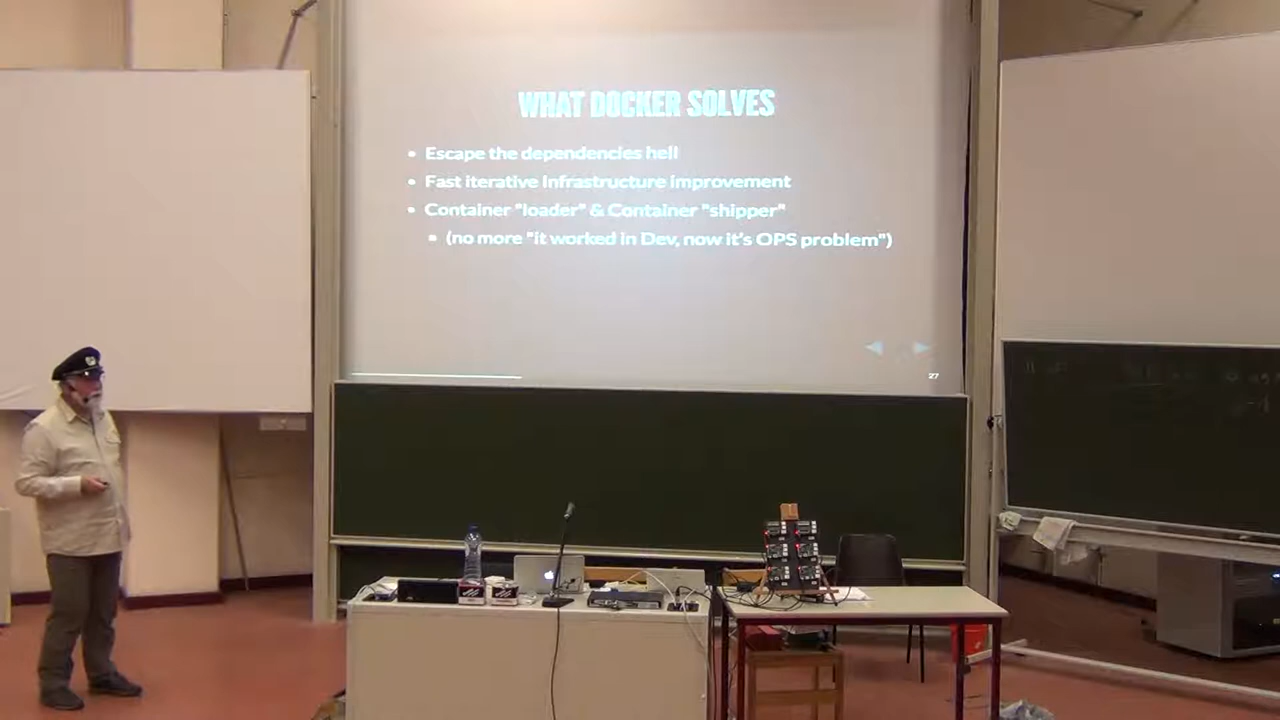 WHAT DOCKER SOLVES
• Escape the dependencies hell
• Fast iterative infrastructure improvement
• Container "loader" & Container "shipper"
• (no more "it worked in Dev, now it's OPS problem")
27